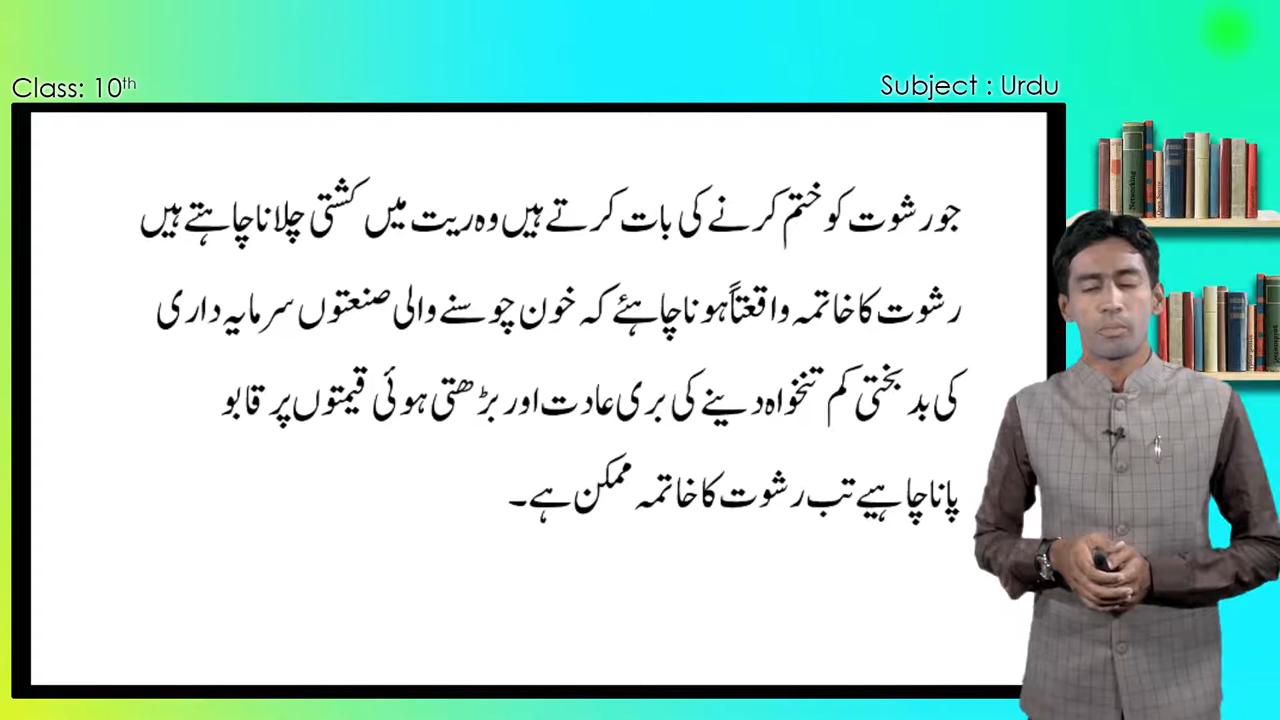 Class: 10th
Subject : Urdu
جو رشوت کو ختم کرنے کی بات کرتے ہیں وہ ریت میں کشتی چلانا چاہتے ہیں
رشوت کا خاتمہ واقعتاً ہونا چاہئے کہ خون چوسنے والی صنعتوں سرمایہ داری
کی بدبختی کم تنخواہ دینے کی بری عادت اور بڑھتی ہوئی قیمتوں پر قابو
پانا چاہیے تب رشوت کا خاتمہ ممکن ہے۔
Networking